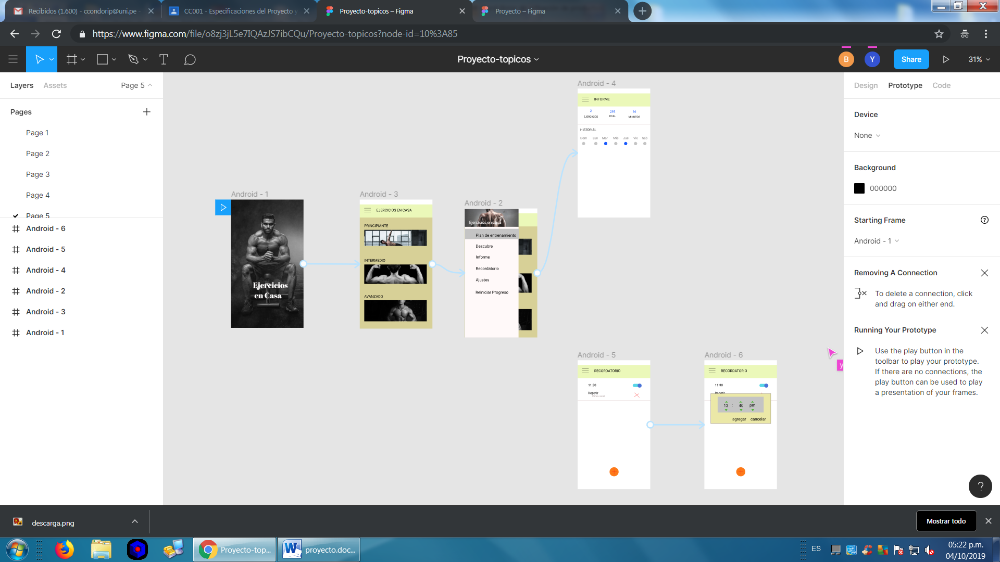 Recibidos (1.600) - ccondorip@uni.pe -
CC001 - Especificaciones del Proyecto y
Proyecto-topicos – Figma
Proyecto – Figma
https://www.figma.com/file/o8zj3jL5e7IQAzJS7ibCQu/Proyecto-topicos?node-id=10%3A85
Proyecto-topicos
B
Y
Share
31%
Layers
Assets
Page 5
Pages
Page 1
Page 2
Page 3
Page 4
Page 5
Android - 6
Android - 5
Android - 4
Android - 2
Android - 3
Android - 1
Android - 1
Ejercicios
en Casa
Android - 3
EJERCICIOS EN CASA
PRINCIPIANTE
INTERMEDIO
AVANZADO
Android - 2
Ejercicios en casa
Plan de entrenamiento
Descubre
Informe
Recordatorio
Ajustes
Reiniciar Progreso
Android - 4
INFORME
2 293 16
EJERCICIOS KCAL MINUTOS
HISTORIAL
Dom Lun Mar Mié Jue Vie Sáb
Android - 5
RECORDATORIO
11:30
Repetir
Android - 6
RECORDATORIO
11:30
Repetir
12 : 40 pm
agregar cancelar
y
Design
Prototype
Code
Device
None
Background
000000
Starting Frame
Android - 1
Removing A Connection
To delete a connection, click
and drag on either end.
Running Your Prototype
Use the play button in the
toolbar to play your prototype.
If there are no connections, the
play button can be used to play
a presentation of your frames.
?
descarga.png
Mostrar todo
Proyecto-top...
proyecto.doc...
ES
05:22 p.m.
04/10/2019